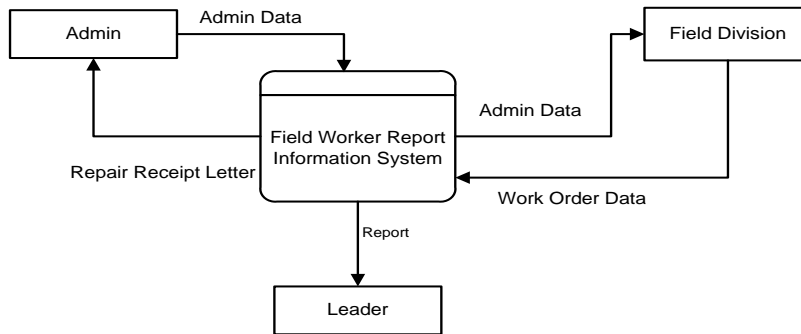 Admin Data
Admin
Field Division
Admin Data
Field Worker Report
Information System
Repair Receipt Letter
Work Order Data
Report
Leader